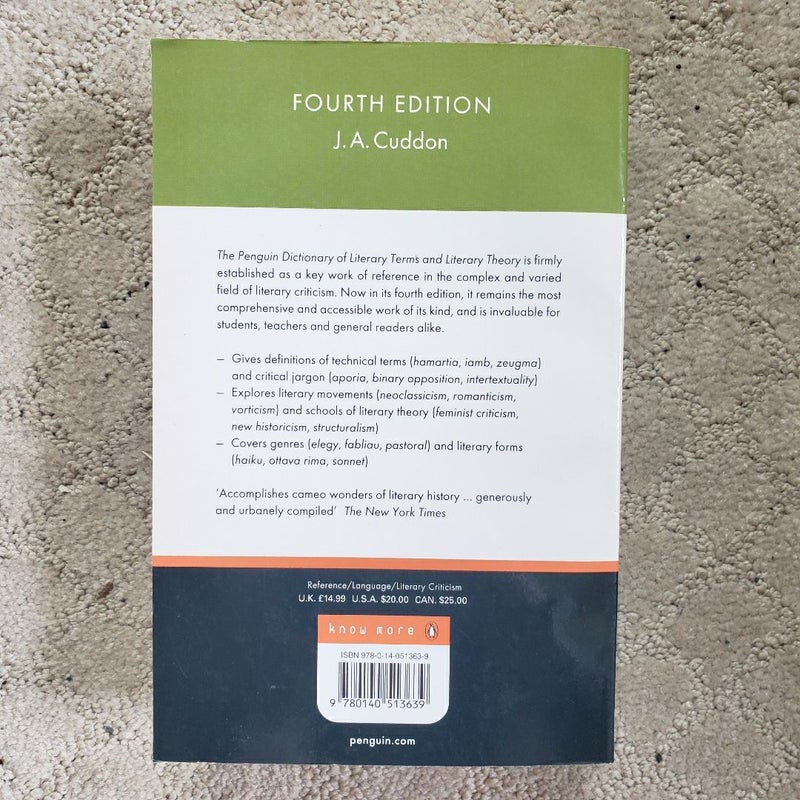 FOURTH EDITION
J. A. Cuddon
The Penguin Dictionary of Literary Terms and Literary Theory is firmly
established as a key work of reference in the complex and varied
field of literary criticism. Now in its fourth edition, it remains the most
comprehensive and accessible work of its kind, and is invaluable for
students, teachers and general readers alike.
– Gives definitions of technical terms (hamartia, iamb, zeugma)
and critical jargon (aporia, binary opposition, intertextuality)
– Explores literary movements (neoclassicism, romanticism,
vorticism) and schools of literary theory (feminist criticism,
new historicism, structuralism)
– Covers genres (elegy, fabliau, pastoral) and literary forms
(haiku, ottava rima, sonnet)
'Accomplishes cameo wonders of literary history ... generously
and urbanely compiled' The New York Times
Reference/Language/Literary Criticism
U.K. £14.99 U.S.A. $20.00 CAN. $25.00
know more
ISBN 978-0-14-051363-9
9 780140 513639
penguin.com